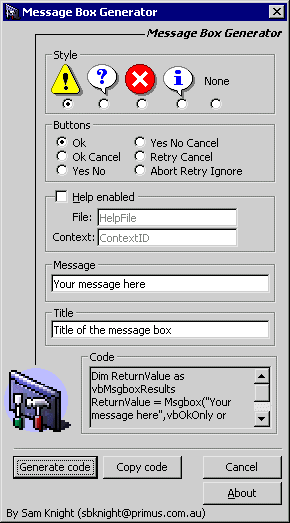 Message Box Generator
Message Box Generator
Style
None
Buttons
Ok
Yes No Cancel
Ok Cancel
Retry Cancel
Yes No
Abort Retry Ignore
Help enabled
File: HelpFile
Context: ContextID
Message
Your message here
Title
Title of the message box
Code
Dim ReturnValue as
vbMsgboxResults
ReturnValue = Msgbox("Your
message here",vbOkOnly or
Generate code Copy code Cancel
About
By Sam Knight (sbknight@primus.com.au)